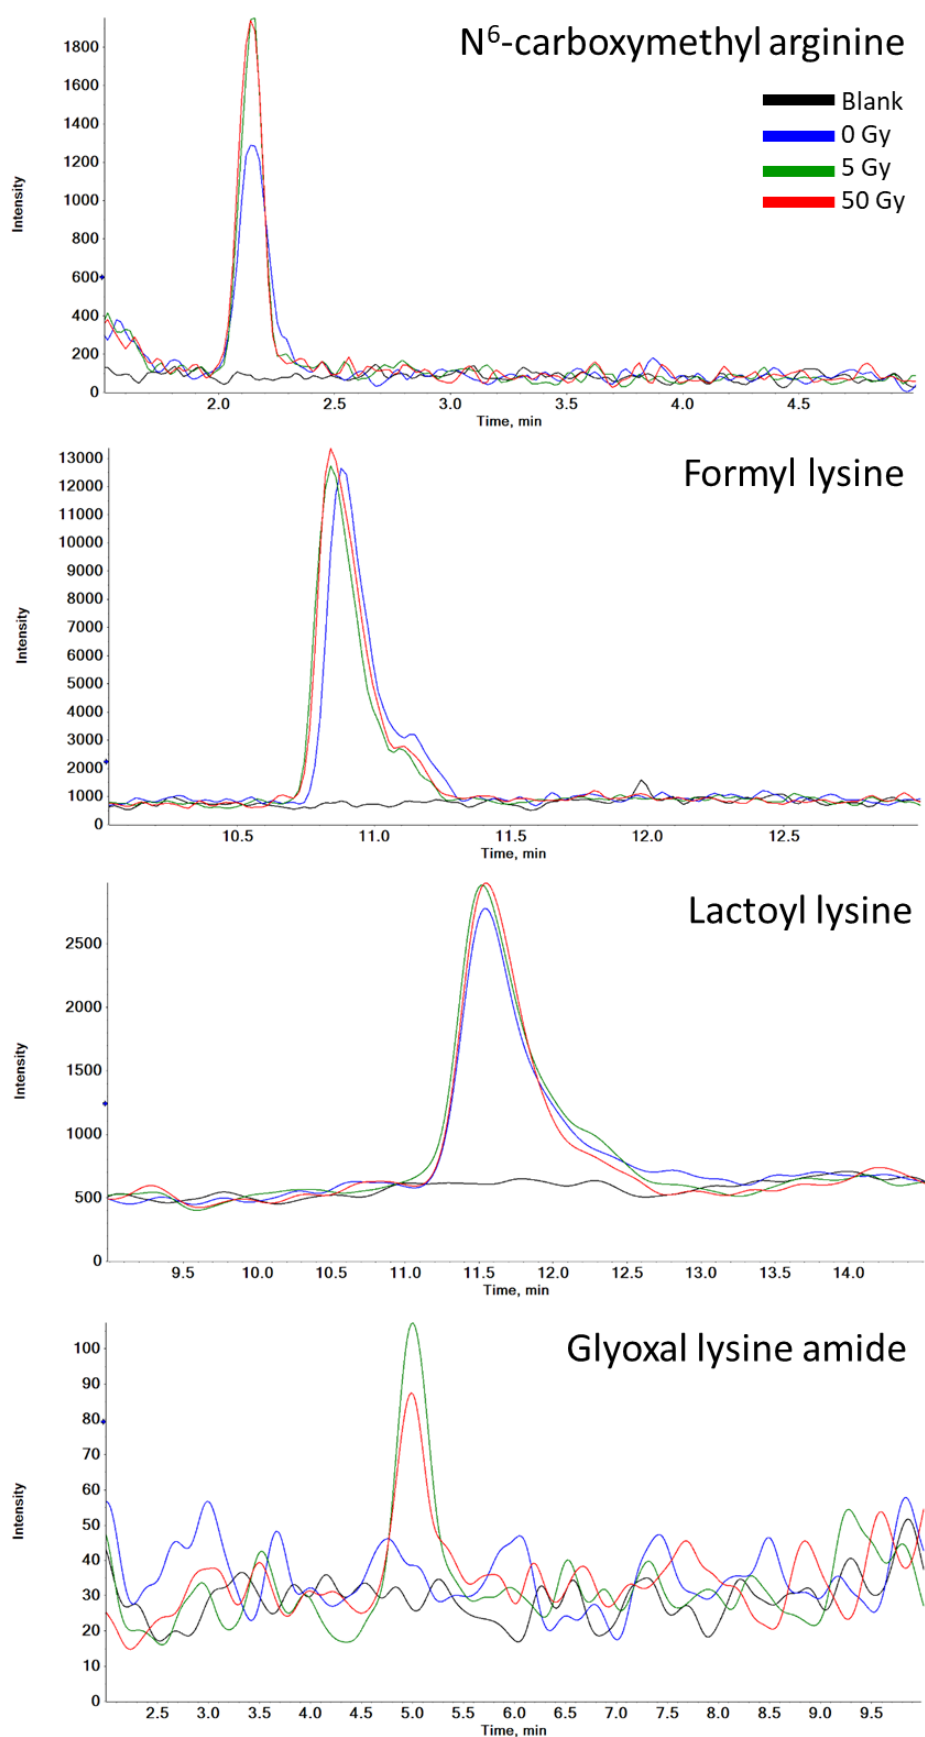 N⁶-carboxymethyl arginine
Blank
0 Gy
5 Gy
50 Gy
Intensity
1800
1600
1400
1200
1000
800
600
400
200
0
2.0 2.5 3.0 3.5 4.0 4.5
Time, min
Formyl lysine
Intensity
13000
12000
11000
10000
9000
8000
7000
6000
5000
4000
3000
2000
1000
0
10.5 11.0 11.5 12.0 12.5
Time, min
Lactoyl lysine
Intensity
2500
2000
1500
1000
500
0
9.5 10.0 10.5 11.0 11.5 12.0 12.5 13.0 13.5 14.0
Time, min
Glyoxal lysine amide
Intensity
100
90
80
70
60
50
40
30
20
10
0
2.5 3.0 3.5 4.0 4.5 5.0 5.5 6.0 6.5 7.0 7.5 8.0 8.5 9.0 9.5
Time, min